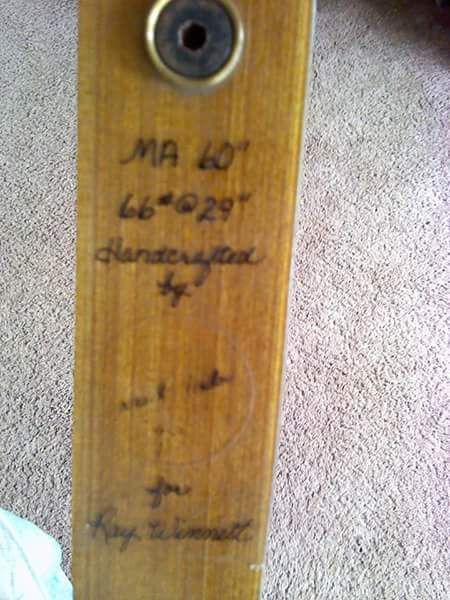 MA 60"
66# @ 29"
Handcrafted
by
for
Ray Winnett